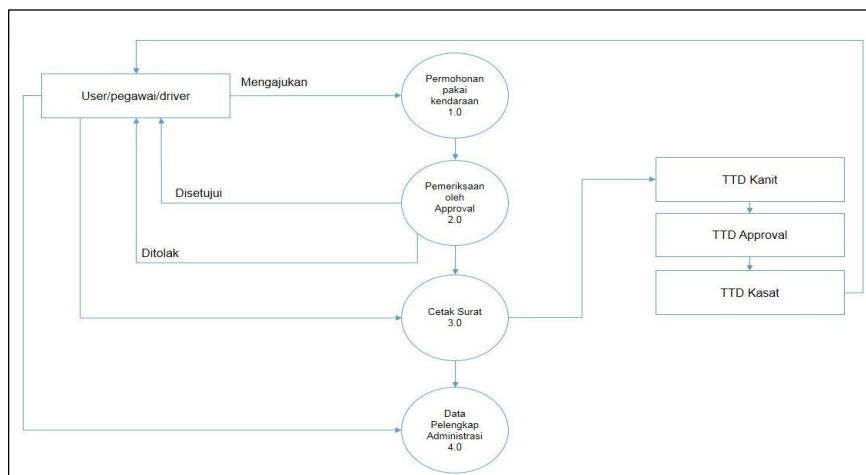 User/pegawai/driver
Mengajukan
Permohonan
pakai
kendaraan
1.0
Disetujui
Pemeriksaan
oleh
Approval
2.0
Ditolak
TTD Kanit
TTD Approval
TTD Kasat
Cetak Surat
3.0
Data
Pelengkap
Administrasi
4.0